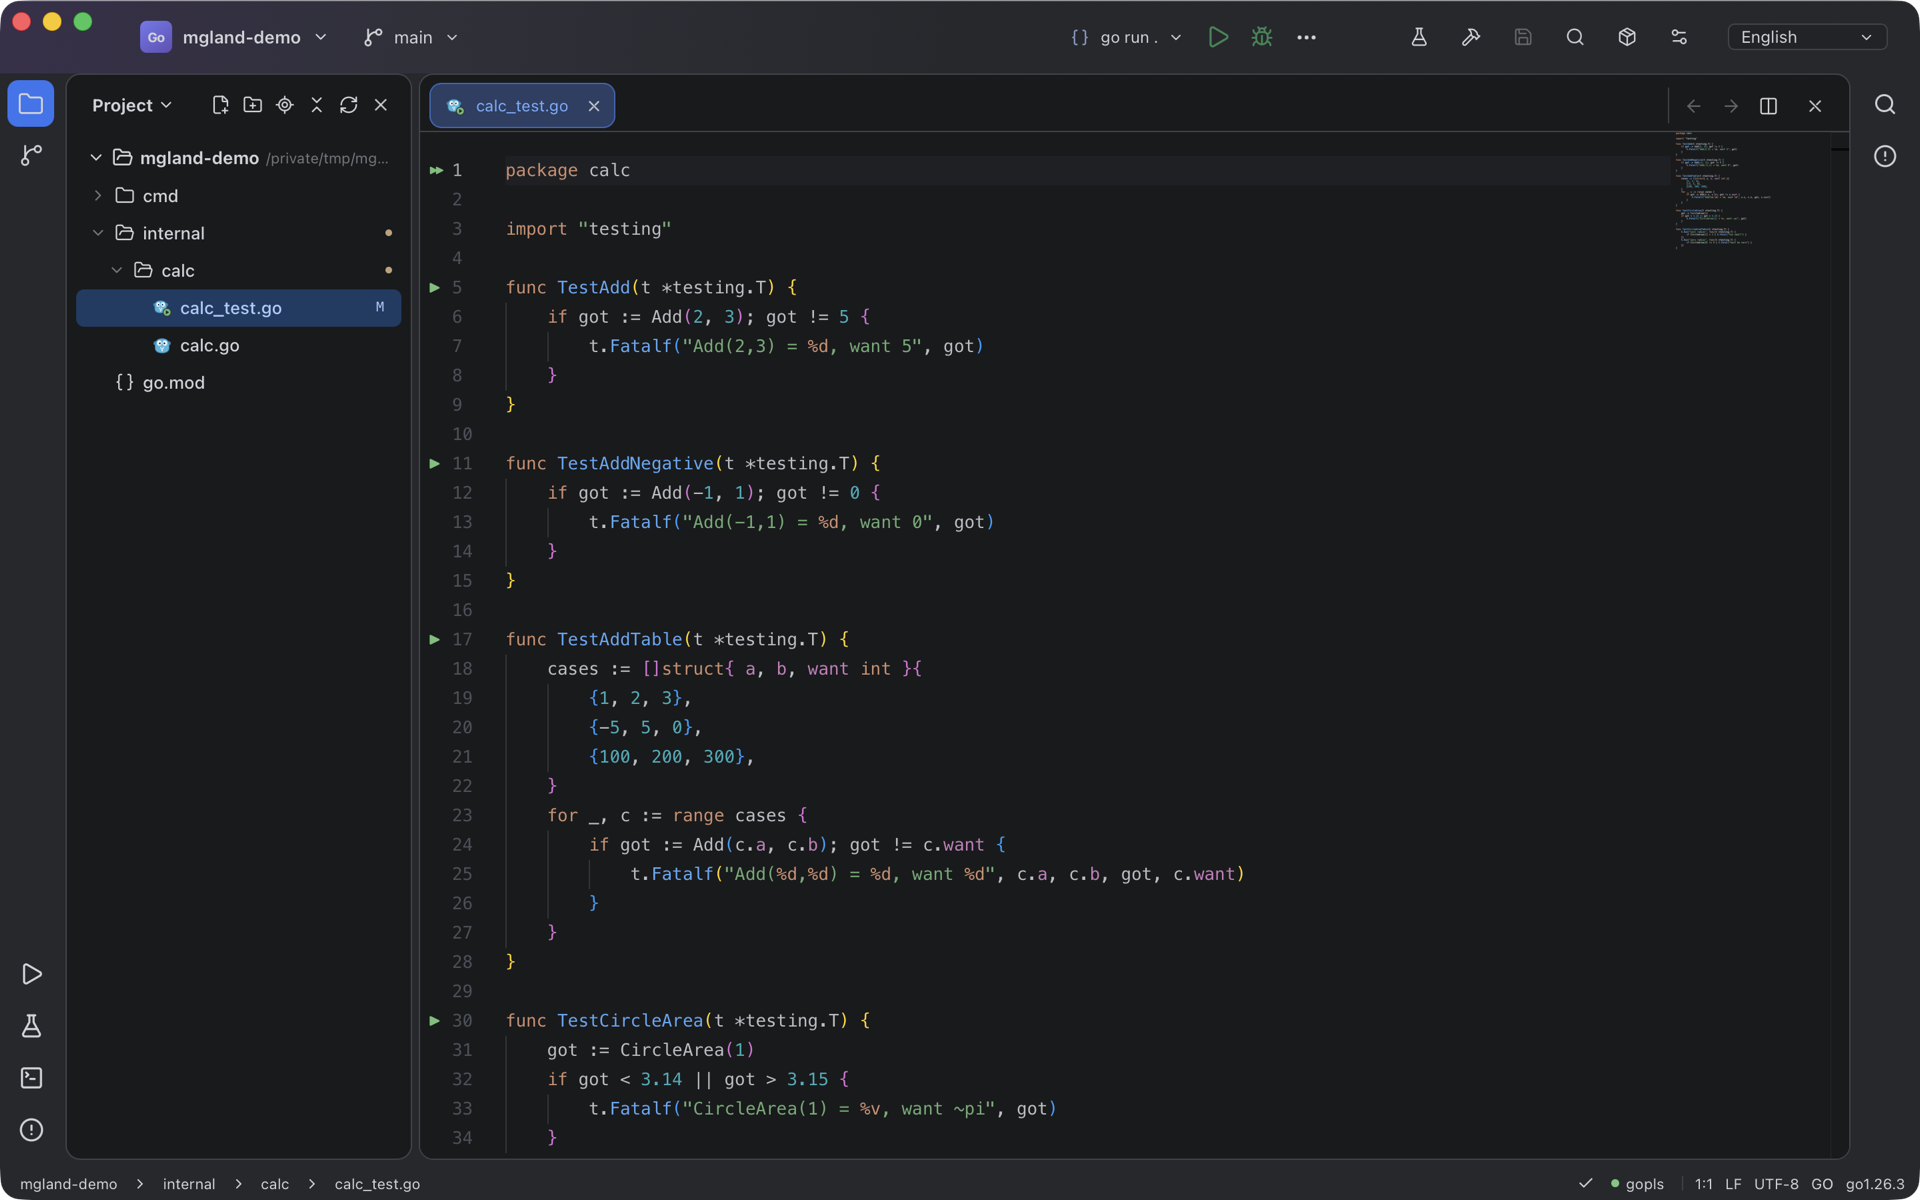 Go mgland-demo main {} go run . English
Project
calc_test.go
mgland-demo /private/tmp/mg...
cmd
internal
calc
calc_test.go M
calc.go
{} go.mod
1 package calc
2
3 import "testing"
4
5 func TestAdd(t *testing.T) {
6 if got := Add(2, 3); got != 5 {
7 t.Fatalf("Add(2,3) = %d, want 5", got)
8 }
9 }
10
11 func TestAddNegative(t *testing.T) {
12 if got := Add(-1, 1); got != 0 {
13 t.Fatalf("Add(-1,1) = %d, want 0", got)
14 }
15 }
16
17 func TestAddTable(t *testing.T) {
18 cases := []struct{ a, b, want int }{
19 {1, 2, 3},
20 {-5, 5, 0},
21 {100, 200, 300},
22 }
23 for _, c := range cases {
24 if got := Add(c.a, c.b); got != c.want {
25 t.Fatalf("Add(%d,%d) = %d, want %d", c.a, c.b, got, c.want)
26 }
27 }
28 }
29
30 func TestCircleArea(t *testing.T) {
31 got := CircleArea(1)
32 if got < 3.14 || got > 3.15 {
33 t.Fatalf("CircleArea(1) = %v, want ~pi", got)
34 }
mgland-demo > internal > calc > calc_test.go gopls 1:1 LF UTF-8 GO go1.26.3